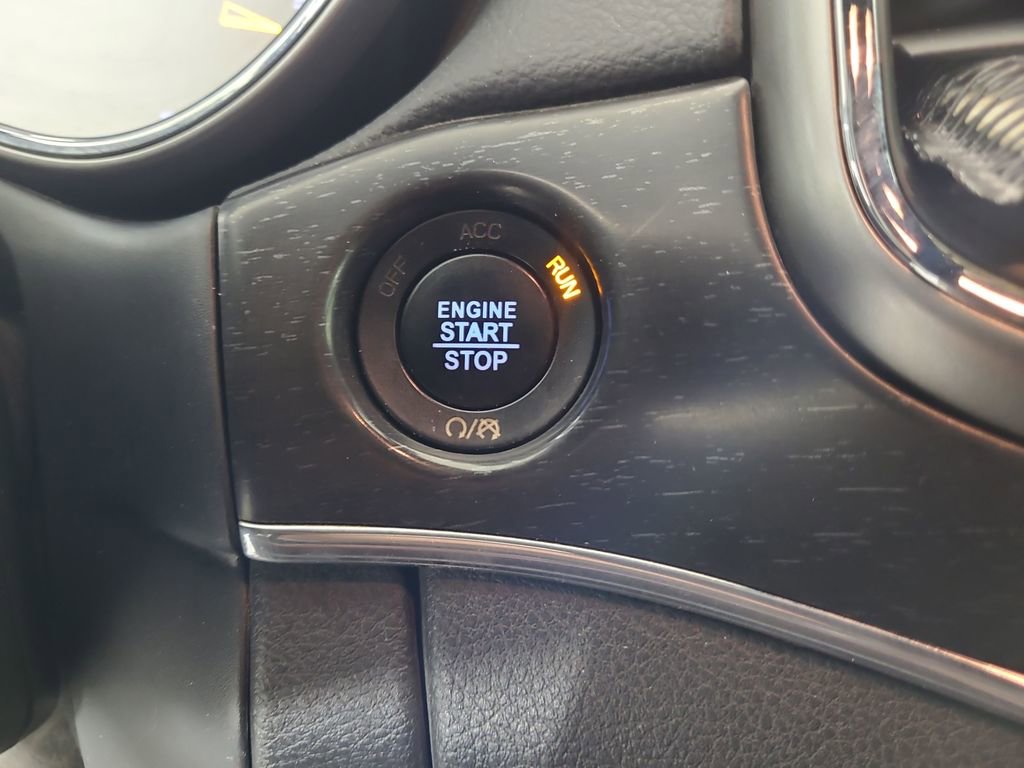 ACC
OFF
RUN
ENGINE
START
STOP